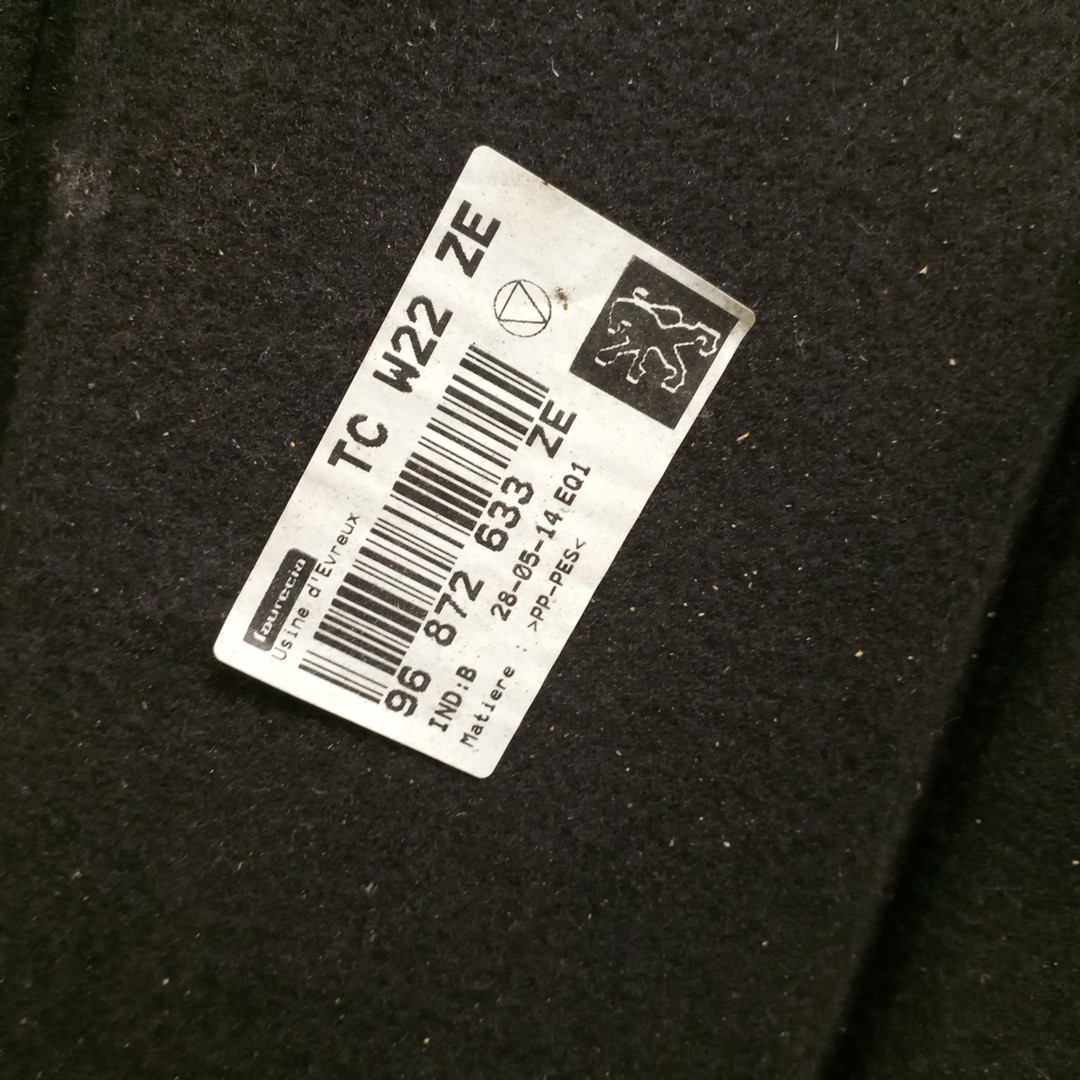 TC W22 ZE
faurecia
Usine d'Evreux
96 872 633 ZE
IND:B 28-05-14 EQ1
Matiere : >PP-PES<